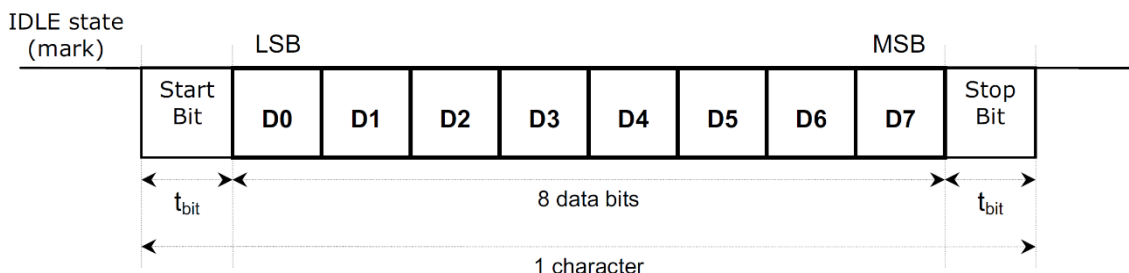 IDLE state
(mark)
LSB
MSB
Start
Bit
D0
D1
D2
D3
D4
D5
D6
D7
Stop
Bit
tbit
8 data bits
tbit
1 character